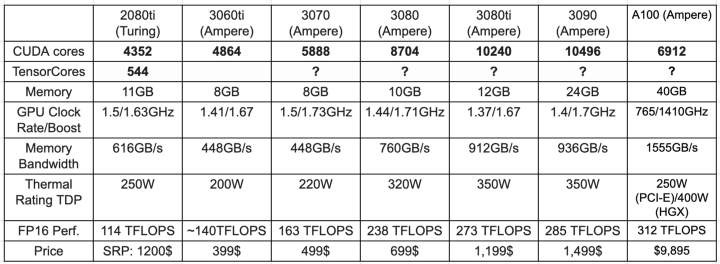 2080ti (Turing) 3060ti (Ampere) 3070 (Ampere) 3080 (Ampere) 3080ti (Ampere) 3090 (Ampere) A100 (Ampere)
CUDA cores 4352 4864 5888 8704 10240 10496 6912
TensorCores 544 ? ? ? ? ?
Memory 11GB 8GB 8GB 10GB 12GB 24GB 40GB
GPU Clock Rate/Boost 1.5/1.63GHz 1.41/1.67 1.5/1.73GHz 1.44/1.71GHz 1.37/1.67 1.4/1.7GHz 765/1410GHz
Memory Bandwidth 616GB/s 448GB/s 448GB/s 760GB/s 912GB/s 936GB/s 1555GB/s
Thermal Rating TDP 250W 200W 220W 320W 350W 350W 250W (PCI-E)/400W (HGX)
FP16 Perf. 114 TFLOPS ~140TFLOPS 163 TFLOPS 238 TFLOPS 273 TFLOPS 285 TFLOPS 312 TFLOPS
Price SRP: 1200$ 399$ 499$ 699$ 1,199$ 1,499$ $9,895